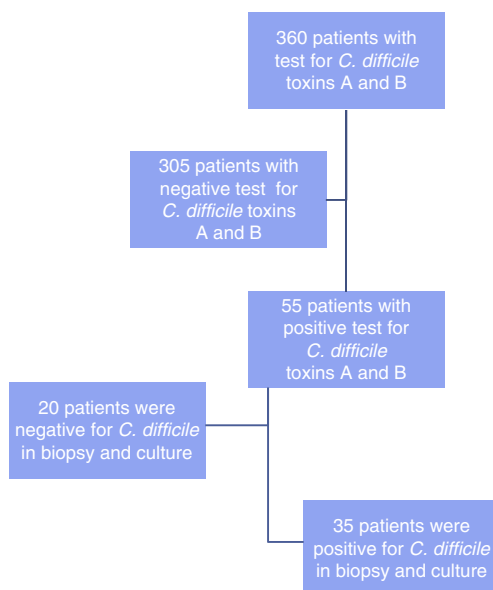 360 patients with
test for C. difficile
toxins A and B
305 patients with
negative test for
C. difficile toxins
A and B
55 patients with
positive test for
C. difficile
toxins A and B
20 patients were
negative for C. difficile
in biopsy and culture
35 patients were
positive for C. difficile
in biopsy and culture